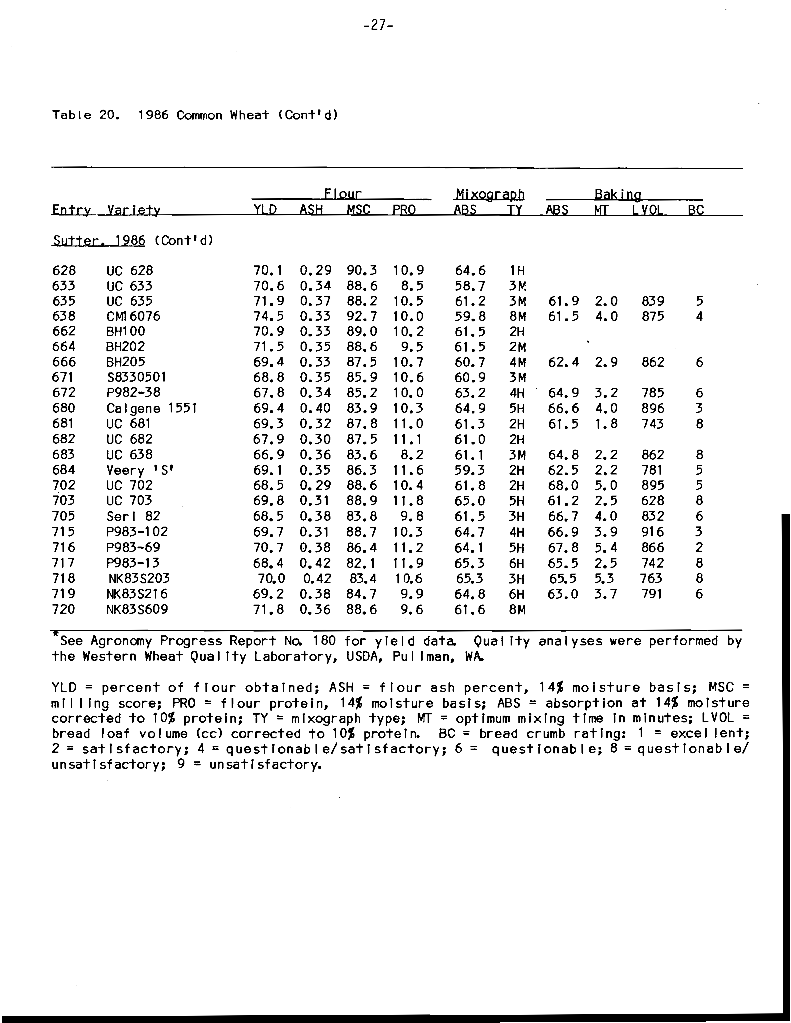 -27-
Table 20. 1986 Common Wheat (Cont'd)
Flour Mixograph Baking
Entry Variety YLD ASH MSC PRO ABS TY ABS MT LVOL BC
Sutter, 1986 (Cont'd)
628 UC 628 70.1 0.29 90.3 10.9 64.6 1H
633 UC 633 70.6 0.34 88.6 8.5 58.7 3M
635 UC 635 71.9 0.37 88.2 10.5 61.2 3M 61.9 2.0 839 5
638 CM16076 74.5 0.33 92.7 10.0 59.8 8M 61.5 4.0 875 4
662 BH100 70.9 0.33 89.0 10.2 61.5 2H
664 BH202 71.5 0.35 88.6 9.5 61.5 2M
666 BH205 69.4 0.33 87.5 10.7 60.7 4M 62.4 2.9 862 6
671 S8330501 68.8 0.35 85.9 10.6 60.9 3M
672 P982-38 67.8 0.34 85.2 10.0 63.2 4H 64.9 3.2 785 6
680 Calgene 1551 69.4 0.40 83.9 10.3 64.9 5H 66.6 4.0 896 3
681 UC 681 69.3 0.32 87.8 11.0 61.3 2H 61.5 1.8 743 8
682 UC 682 67.9 0.30 87.5 11.1 61.0 2H
683 UC 638 66.9 0.36 83.6 8.2 61.1 3M 64.8 2.2 862 8
684 Veery 'S' 69.1 0.35 86.3 11.6 59.3 2H 62.5 2.2 781 5
702 UC 702 68.5 0.29 88.6 10.4 61.8 2H 68.0 5.0 895 5
703 UC 703 69.8 0.31 88.9 11.8 65.0 5H 61.2 2.5 628 8
705 Seri 82 68.5 0.38 83.8 9.8 61.5 3H 66.7 4.0 832 6
715 P983-102 69.7 0.31 88.7 10.3 64.7 4H 66.9 3.9 916 3
716 P983-69 70.7 0.38 86.4 11.2 64.1 5H 67.8 5.4 866 2
717 P983-13 68.4 0.42 82.1 11.9 65.3 6H 65.5 2.5 742 8
718 NK83S203 70.0 0.42 83.4 10.6 65.3 3H 65.5 5.3 763 8
719 NK83S216 69.2 0.38 84.7 9.9 64.8 6H 63.0 3.7 791 6
720 NK83S609 71.8 0.36 88.6 9.6 61.6 8M
*See Agronomy Progress Report No. 180 for yield data. Quality analyses were performed by
the Western Wheat Quality Laboratory, USDA, Pullman, WA.
YLD = percent of flour obtained; ASH = flour ash percent, 14% moisture basis; MSC =
milling score; PRO = flour protein, 14% moisture basis; ABS = absorption at 14% moisture
corrected to 10% protein; TY = mixograph type; MT = optimum mixing time in minutes; LVOL =
bread loaf volume (cc) corrected to 10% protein. BC = bread crumb rating: 1 = excellent;
2 = satisfactory; 4 = questionable/satisfactory; 6 = questionable; 8 = questionable/
unsatisfactory; 9 = unsatisfactory.